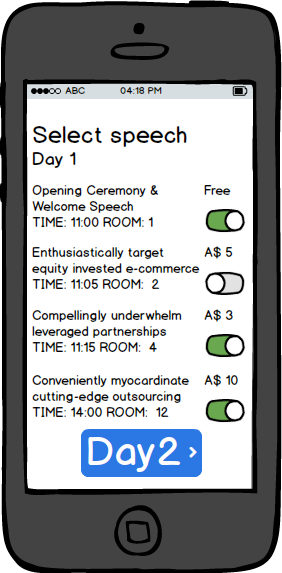 ABC 04:18 PM
Select speech
Day 1
Opening Ceremony & Free
Welcome Speech
TIME: 11:00 ROOM: 1
Enthusiastically target A$ 5
equity invested e-commerce
TIME: 11:05 ROOM: 2
Compellingly underwhelm A$ 3
leveraged partnerships
TIME: 11:15 ROOM: 4
Conveniently myocardinate A$ 10
cutting-edge outsourcing
TIME: 14:00 ROOM: 12
Day2 ›